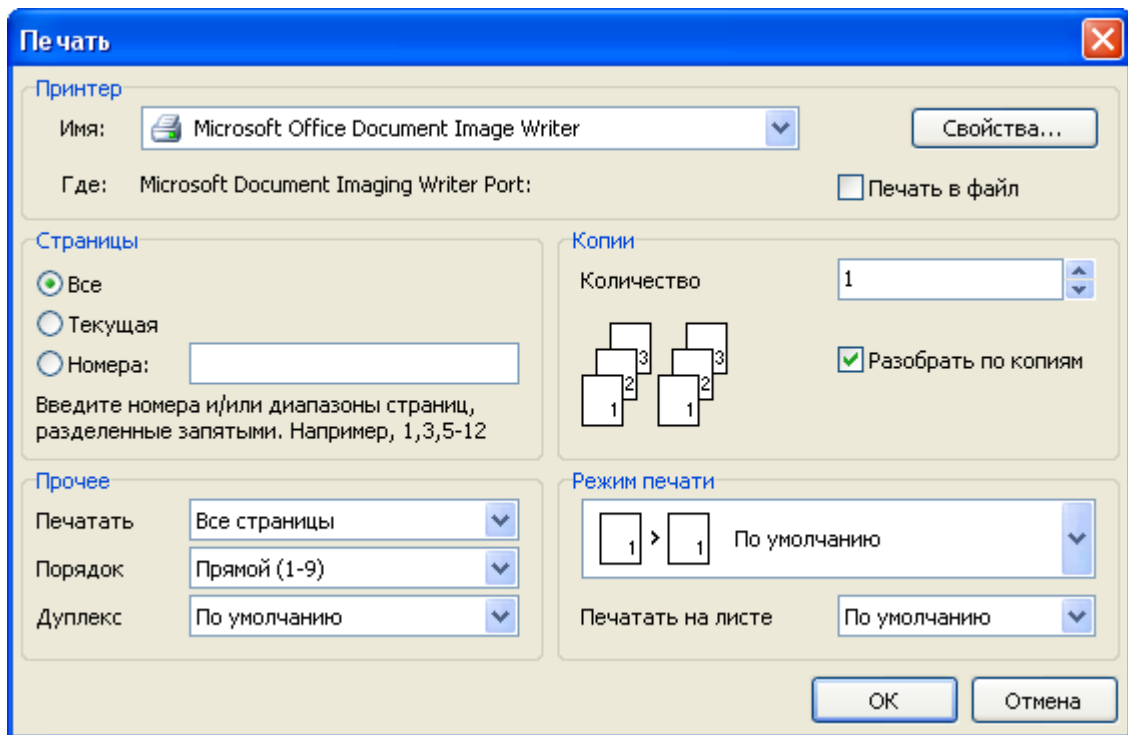 Печать
Принтер
Имя: Microsoft Office Document Image Writer Свойства...
Где: Microsoft Document Imaging Writer Port: Печать в файл
Страницы
Все
Текущая
Номера:
Введите номера и/или диапазоны страниц,
разделенные запятыми. Например, 1,3,5-12
Копии
Количество 1
3 3
2 2
1 1
Разобрать по копиям
Прочее
Печатать Все страницы
Порядок Прямой (1-9)
Дуплекс По умолчанию
Режим печати
1 > 1 По умолчанию
Печатать на листе По умолчанию
ОК Отмена